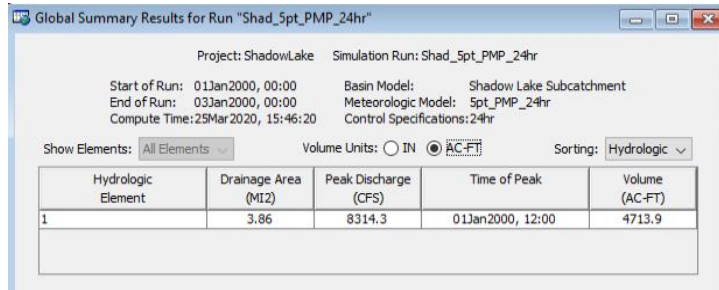 Global Summary Results for Run "Shad_5pt_PMP_24hr"
Project: ShadowLake Simulation Run: Shad_5pt_PMP_24hr
Start of Run: 01Jan2000, 00:00 Basin Model: Shadow Lake Subcatchment
End of Run: 03Jan2000, 00:00 Meteorologic Model: 5pt_PMP_24hr
Compute Time:25Mar2020, 15:46:20 Control Specifications:24hr
Show Elements: All Elements Volume Units: IN AC-FT Sorting: Hydrologic
Hydrologic Drainage Area Peak Discharge Time of Peak Volume
Element (MI2) (CFS) (AC-FT)
1 3.86 8314.3 01Jan2000, 12:00 4713.9